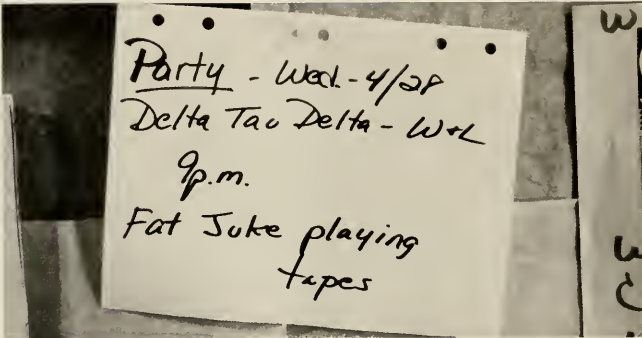 Party - Wed. - 4/28
Delta Tau Delta - W+L
9p.m.
Fat Juke playing
tapes